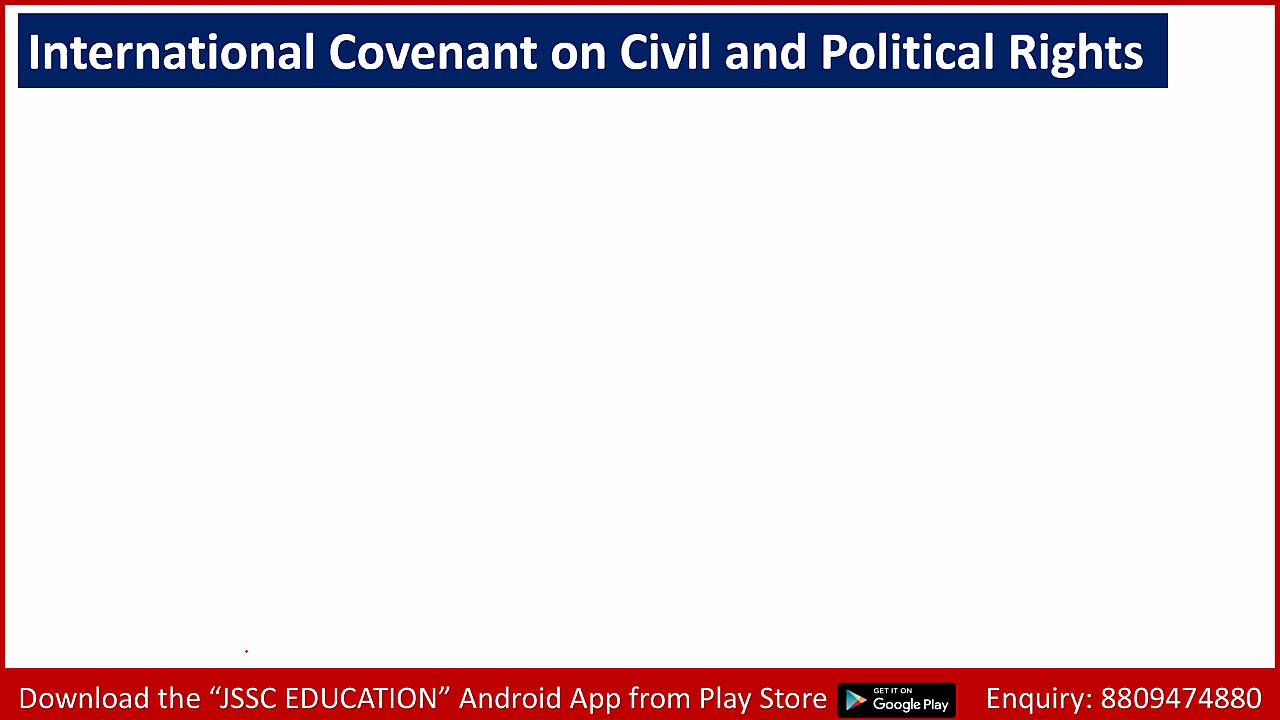 International Covenant on Civil and Political Rights
Download the “JSSC EDUCATION” Android App from Play Store GET IT ON Google Play Enquiry: 8809474880